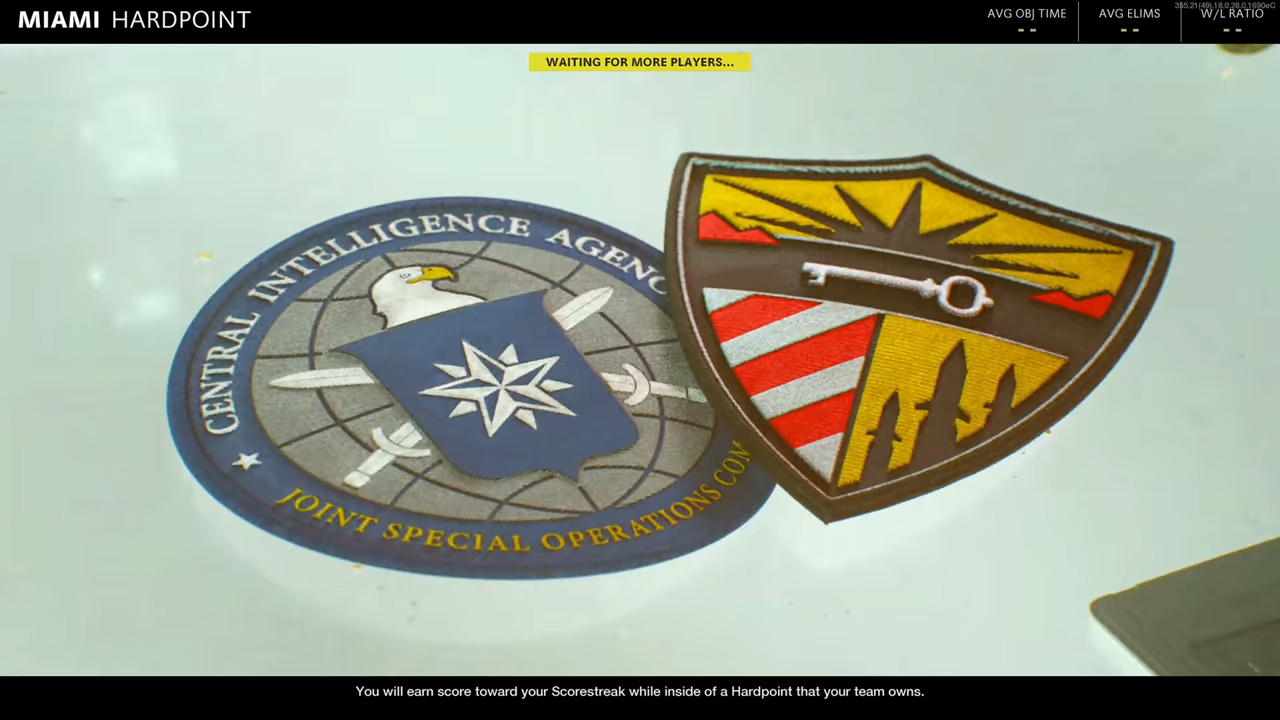 MIAMI HARDPOINT
AVG OBJ TIME
--
AVG ELIMS
--
W/L RATIO
--
WAITING FOR MORE PLAYERS...
CENTRAL INTELLIGENCE AGENC
JOINT SPECIAL OPERATIONS COM
You will earn score toward your Scorestreak while inside of a Hardpoint that your team owns.